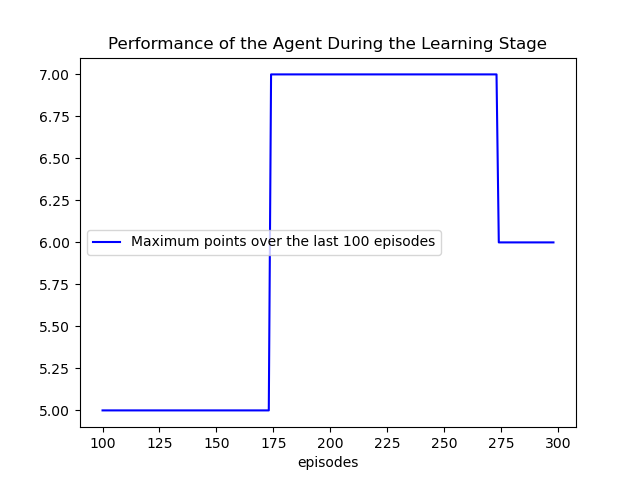 Performance of the Agent During the Learning Stage
7.00
6.75
6.50
6.25
6.00
5.75
5.50
5.25
5.00
Maximum points over the last 100 episodes
100 125 150 175 200 225 250 275 300
episodes